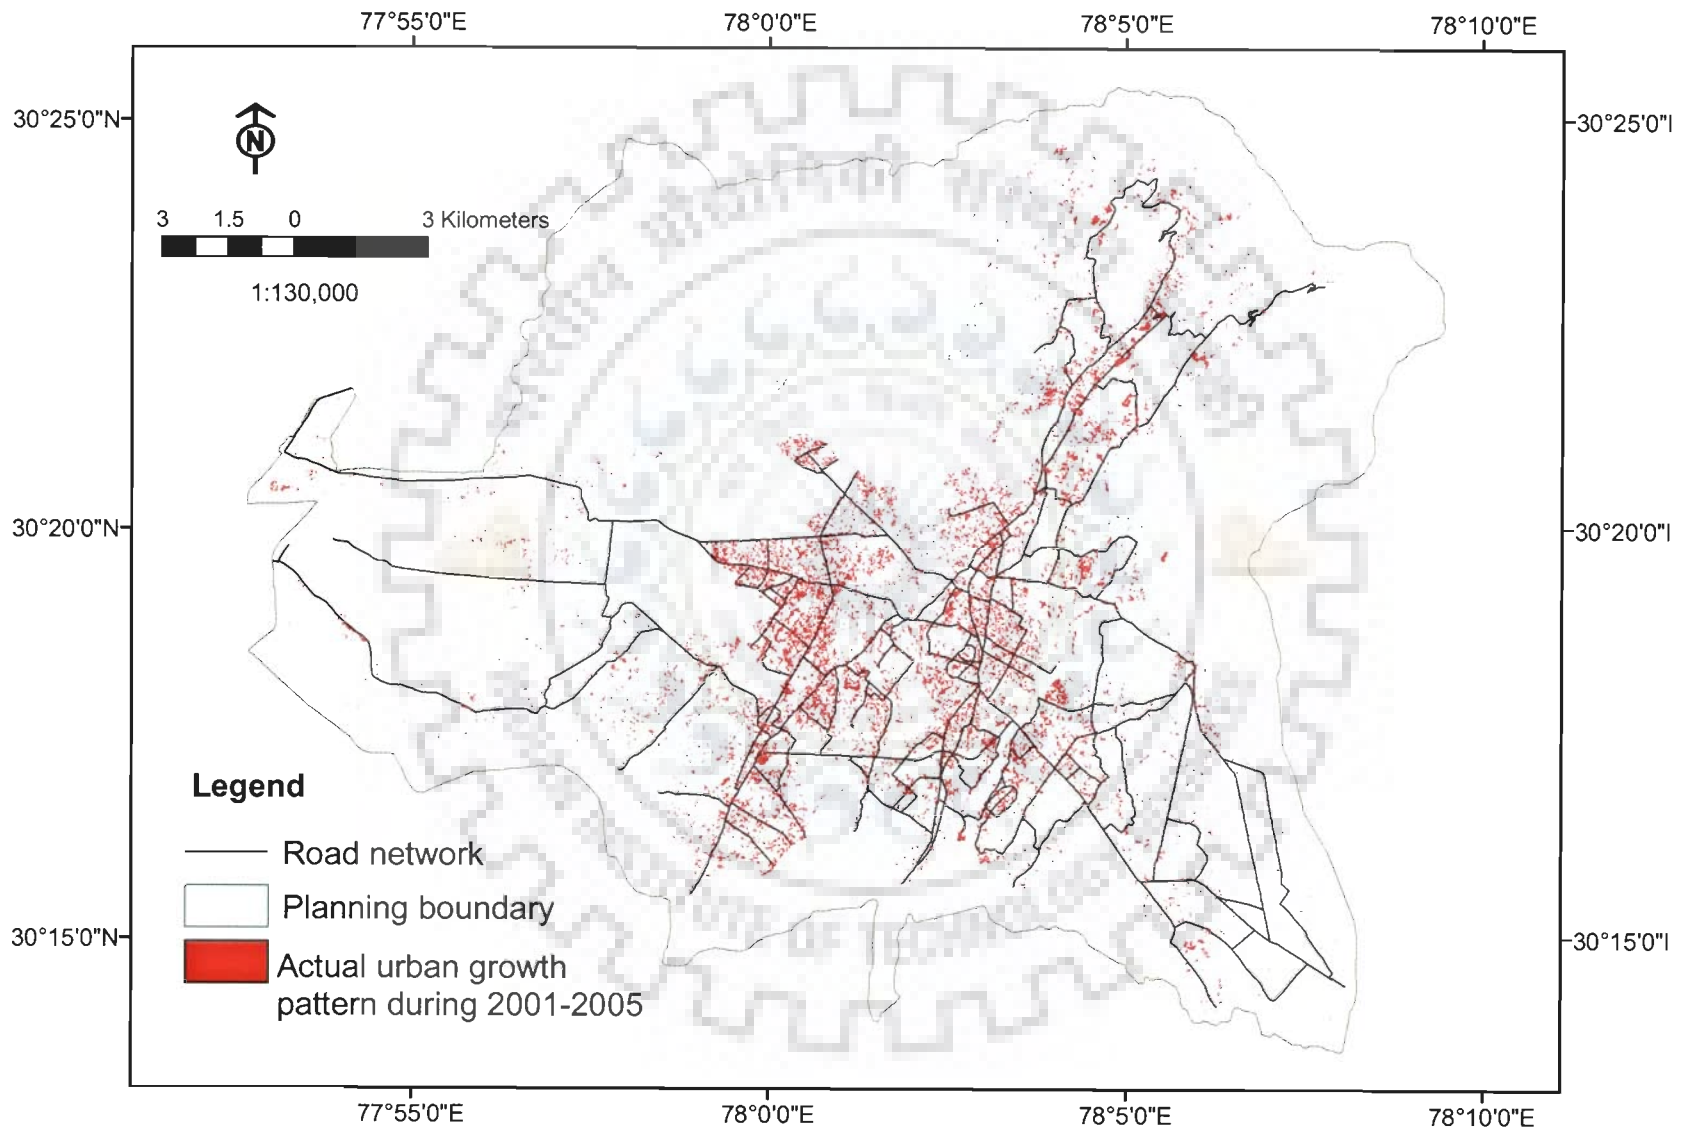 77°55'0"E 78°0'0"E 78°5'0"E 78°10'0"E
30°25'0"N 30°25'0"I
N
3 1.5 0 3 Kilometers
1:130,000
30°20'0"N 30°20'0"I
Legend
Road network
Planning boundary
Actual urban growth
pattern during 2001-2005
30°15'0"N 30°15'0"I
77°55'0"E 78°0'0"E 78°5'0"E 78°10'0"E